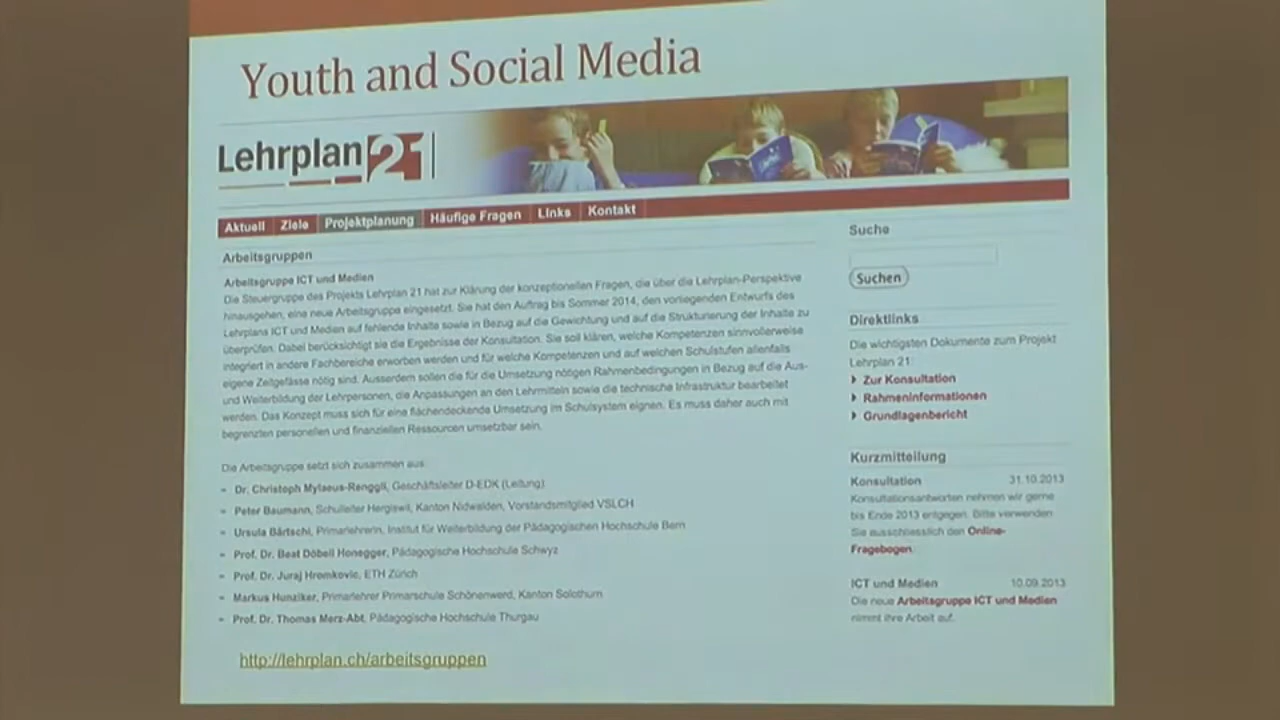 Youth and Social Media
Lehrplan 21
Aktuell Ziele Projektplanung Häufige Fragen Links Kontakt
Arbeitsgruppen
Arbeitsgruppe ICT und Medien
Die Steuergruppe des Projekts Lehrplan 21 hat zur Klärung der konzeptionellen Fragen, die über die Lehrplan-Perspektive
hinausgehen, eine neue Arbeitsgruppe eingesetzt. Sie hat den Auftrag bis Sommer 2014, den vorliegenden Entwurfs des
Lehrplans ICT und Medien auf fehlende Inhalte sowie in Bezug auf die Gewichtung und auf die Strukturierung der Inhalte zu
überprüfen. Dabei berücksichtigt sie die Ergebnisse der Konsultation. Sie soll klären, welche Kompetenzen sinnvollerweise
integriert in andere Fachbereiche erworben werden und für welche Kompetenzen und auf welchen Schulstufen allenfalls
eigene Zeitgefässe nötig sind. Ausserdem sollen die für die Umsetzung nötigen Rahmenbedingungen in Bezug auf die Aus-
und Weiterbildung der Lehrpersonen, die Anpassungen an den Lehrmitteln sowie die technische Infrastruktur bearbeitet
werden. Das Konzept muss sich für eine flächendeckende Umsetzung im Schulsystem eignen. Es muss daher auch mit
begrenzten personellen und finanziellen Ressourcen umsetzbar sein.
Die Arbeitsgruppe setzt sich zusammen aus:
- Dr. Christoph Mylaeus-Renggli, Geschäftsleiter D-EDK (Leitung)
- Peter Baumann, Schulleiter Hergiswil, Kanton Nidwalden, Vorstandsmitglied VSLCH
- Ursula Bärtschi, Primarlehrerin, Institut für Weiterbildung der Pädagogischen Hochschule Bern
- Prof. Dr. Beat Döbeli Honegger, Pädagogische Hochschule Schwyz
- Prof. Dr. Juraj Hromkovic, ETH Zürich
- Markus Hunziker, Primarlehrer Primarschule Schönenwerd, Kanton Solothurn
- Prof. Dr. Thomas Merz-Abt, Pädagogische Hochschule Thurgau
http://lehrplan.ch/arbeitsgruppen
Suche
Suchen
Direktlinks
Die wichtigsten Dokumente zum Projekt
Lehrplan 21:
Zur Konsultation
Rahmeninformationen
Grundlagenbericht
Kurzmitteilung
Konsultation 31.10.2013
Konsultationsantworten nehmen wir gerne
bis Ende 2013 entgegen. Bitte verwenden
Sie ausschliesslich den Online-
Fragebogen.
ICT und Medien 10.09.2013
Die neue Arbeitsgruppe ICT und Medien
nimmt ihre Arbeit auf.